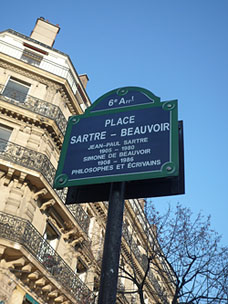 6e Arrt
PLACE
SARTRE – BEAUVOIR
JEAN-PAUL SARTRE
1905 – 1980
SIMONE DE BEAUVOIR
1908 – 1986
PHILOSOPHES ET ÉCRIVAINS